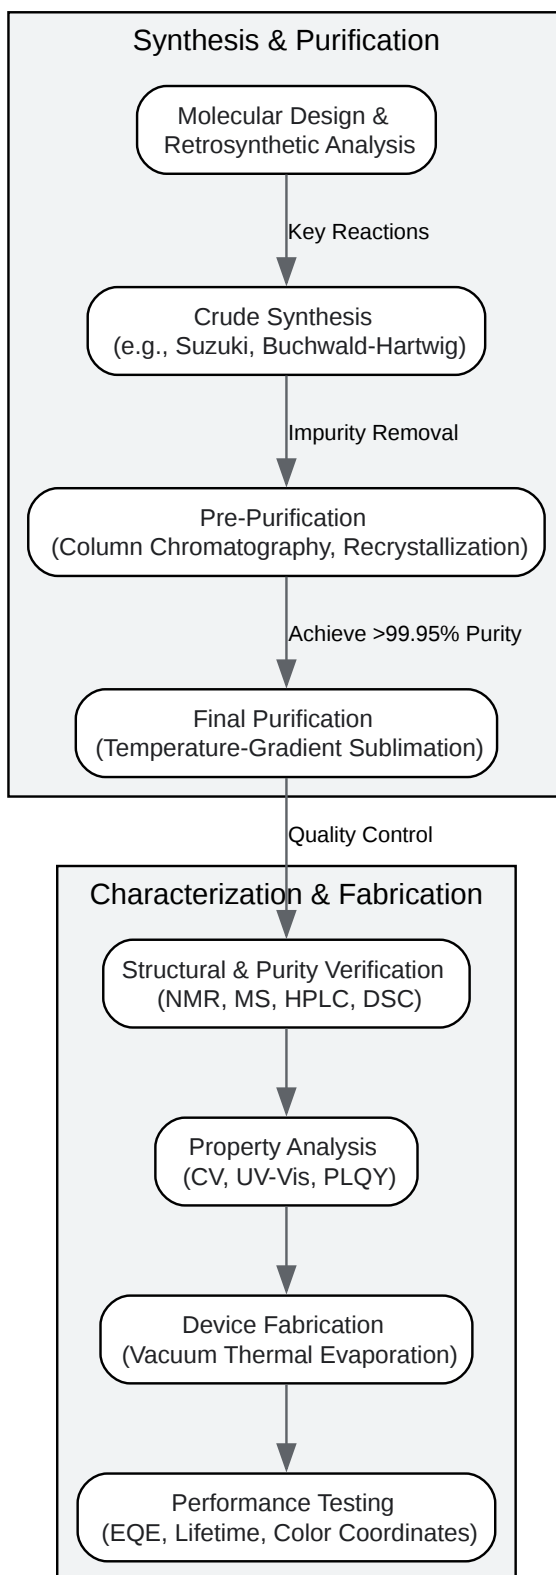 Synthesis & Purification
Molecular Design &
Retrosynthetic Analysis
Key Reactions
Crude Synthesis
(e.g., Suzuki, Buchwald-Hartwig)
Impurity Removal
Pre-Purification
(Column Chromatography, Recrystallization)
Achieve >99.95% Purity
Final Purification
(Temperature-Gradient Sublimation)
Quality Control
Characterization & Fabrication
Structural & Purity Verification
(NMR, MS, HPLC, DSC)
Property Analysis
(CV, UV-Vis, PLQY)
Device Fabrication
(Vacuum Thermal Evaporation)
Performance Testing
(EQE, Lifetime, Color Coordinates)